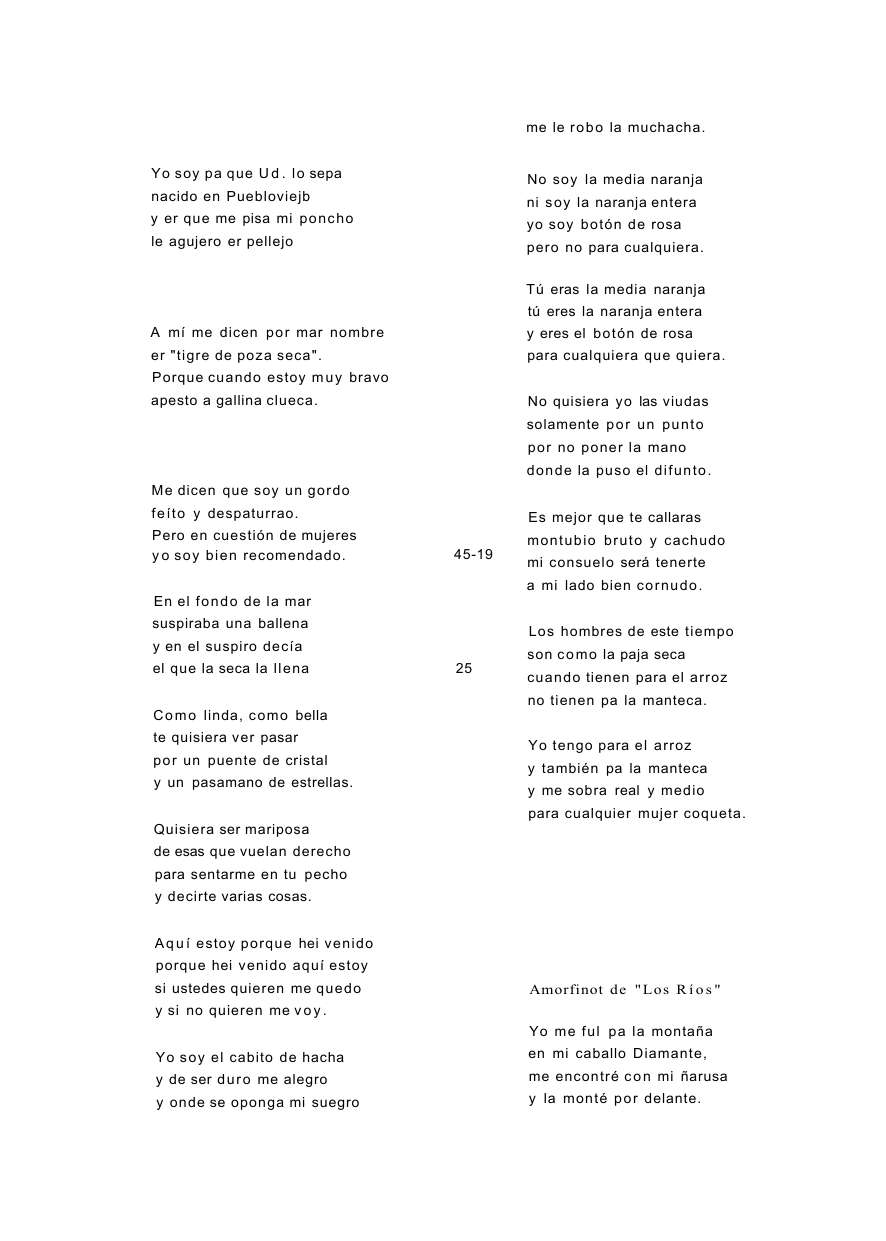 Yo soy pa que Ud. lo sepa
nacido en Puebloviejb
y er que me pisa mi poncho
le agujero er pellejo
A mí me dicen por mar nombre
er "tigre de poza seca".
Porque cuando estoy muy bravo
apesto a gallina clueca.
Me dicen que soy un gordo
feíto y despaturrao.
Pero en cuestión de mujeres
yo soy bien recomendado.
45-19
En el fondo de la mar
suspiraba una ballena
y en el suspiro decía
el que la seca la llena
25
Como linda, como bella
te quisiera ver pasar
por un puente de cristal
y un pasamano de estrellas.
Quisiera ser mariposa
de esas que vuelan derecho
para sentarme en tu pecho
y decirte varias cosas.
Aquí estoy porque hei venido
porque hei venido aquí estoy
si ustedes quieren me quedo
y si no quieren me voy.
Yo soy el cabito de hacha
y de ser duro me alegro
y onde se oponga mi suegro
me le robo la muchacha.
No soy la media naranja
ni soy la naranja entera
yo soy botón de rosa
pero no para cualquiera.
Tú eras la media naranja
tú eres la naranja entera
y eres el botón de rosa
para cualquiera que quiera.
No quisiera yo las viudas
solamente por un punto
por no poner la mano
donde la puso el difunto.
Es mejor que te callaras
montubio bruto y cachudo
mi consuelo será tenerte
a mi lado bien cornudo.
Los hombres de este tiempo
son como la paja seca
cuando tienen para el arroz
no tienen pa la manteca.
Yo tengo para el arroz
y también pa la manteca
y me sobra real y medio
para cualquier mujer coqueta.
Amorfinot de "Los Ríos"
Yo me ful pa la montaña
en mi caballo Diamante,
me encontré con mi ñarusa
y la monté por delante.